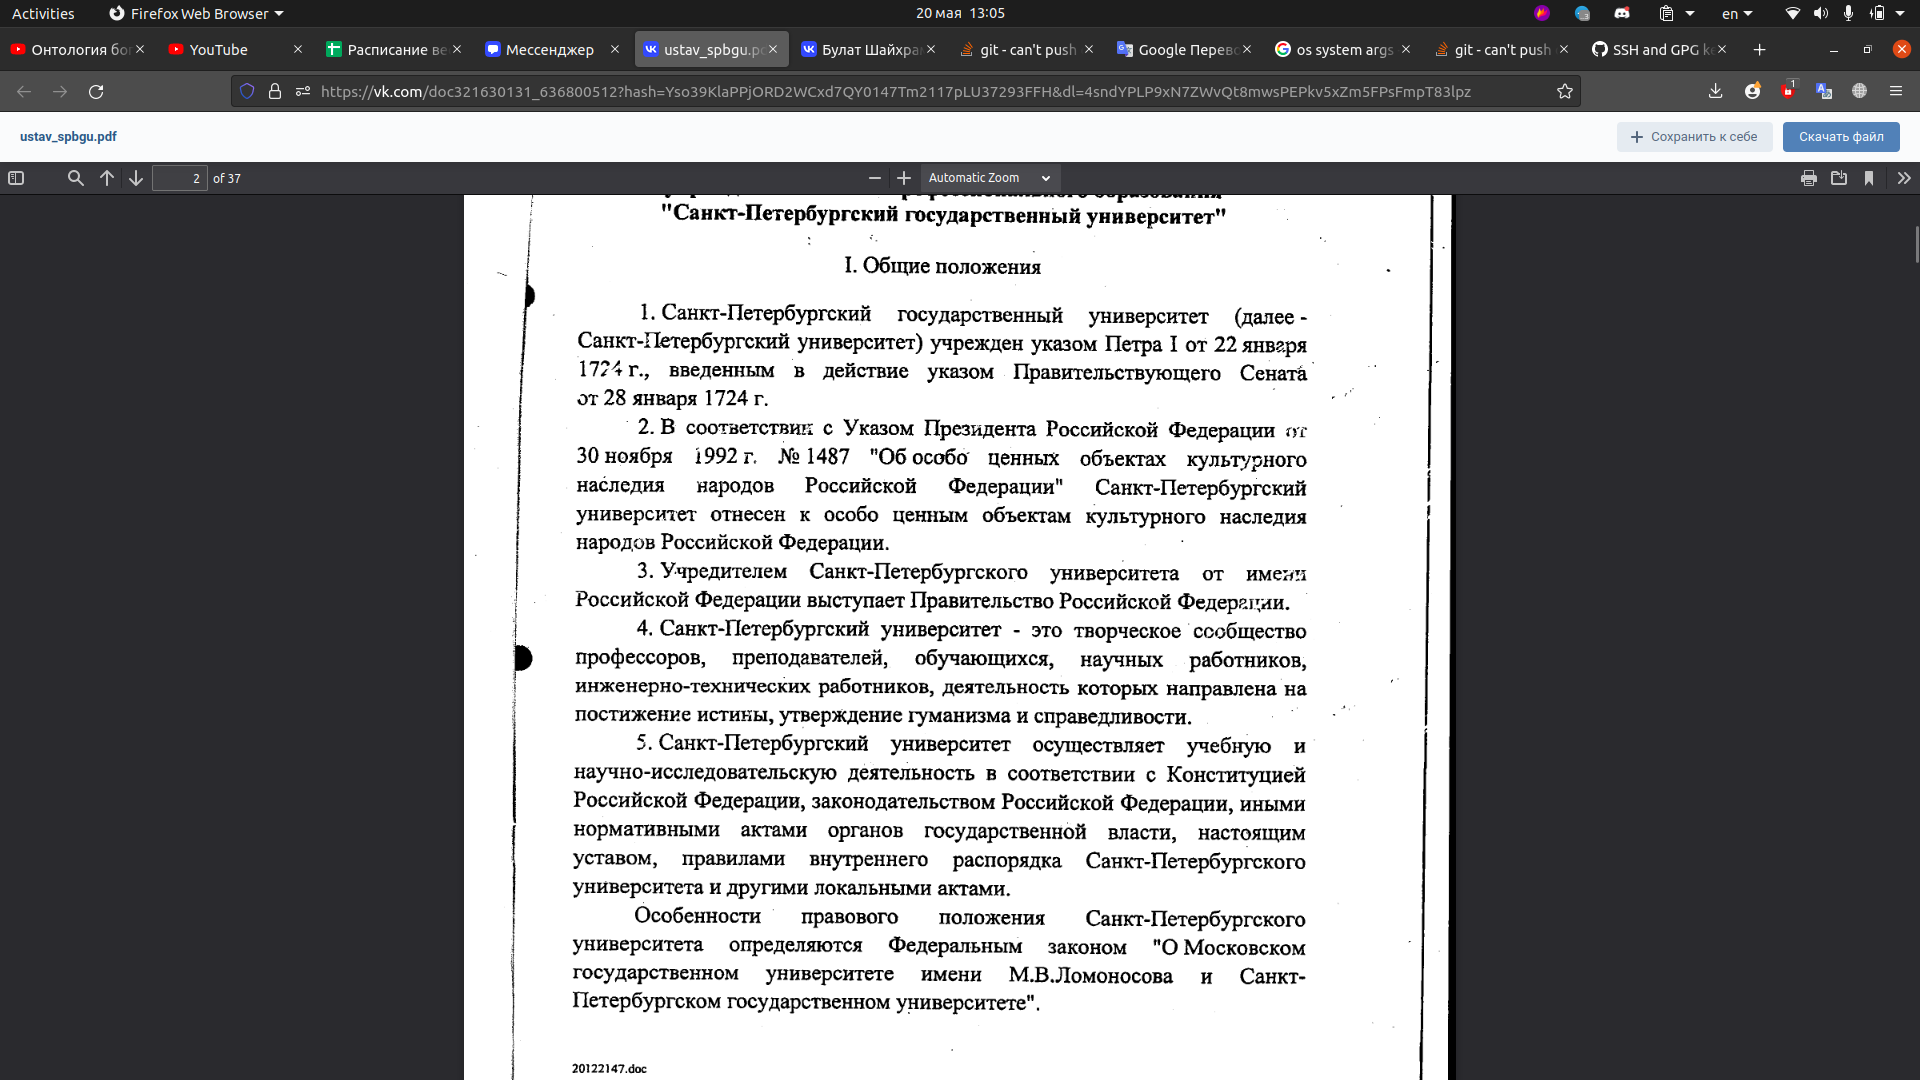 Activities Firefox Web Browser 20 мая 13:05 en
Онтология бог YouTube Расписание ве Мессенджер ustav_spbgu.pd Булат Шайхра git - can't push Google Перево os system args git - can't push SSH and GPG ke
https://vk.com/doc321630131_636800512?hash=Yso39KlaPPjORD2WCxd7QY0147Tm2117pLU37293FFH&dl=4sndYPLP9xN7ZWvQt8mwsPEPkv5xZm5FPsFmpT83lpz 1
ustav_spbgu.pdf Сохранить к себе Скачать файл
2 of 37 Automatic Zoom
"Санкт-Петербургский государственный университет"
I. Общие положения
1. Санкт-Петербургский государственный университет (далее -
Санкт-Петербургский университет) учрежден указом Петра I от 22 января
1724 г., введенным в действие указом Правительствующего Сената
от 28 января 1724 г.
2. В соответствии с Указом Президента Российской Федерации от
30 ноября 1992 г. № 1487 "Об особо ценных объектах культурного
наследия народов Российской Федерации" Санкт-Петербургский
университет отнесен к особо ценным объектам культурного наследия
народов Российской Федерации.
3. Учредителем Санкт-Петербургского университета от имени
Российской Федерации выступает Правительство Российской Федерации.
4. Санкт-Петербургский университет - это творческое сообщество
профессоров, преподавателей, обучающихся, научных работников,
инженерно-технических работников, деятельность которых направлена на
постижение истины, утверждение гуманизма и справедливости.
5. Санкт-Петербургский университет осуществляет учебную и
научно-исследовательскую деятельность в соответствии с Конституцией
Российской Федерации, законодательством Российской Федерации, иными
нормативными актами органов государственной власти, настоящим
уставом, правилами внутреннего распорядка Санкт-Петербургского
университета и другими локальными актами.
Особенности правового положения Санкт-Петербургского
университета определяются Федеральным законом "О Московском
государственном университете имени М.В.Ломоносова и Санкт-
Петербургском государственном университете".
20122147.doc